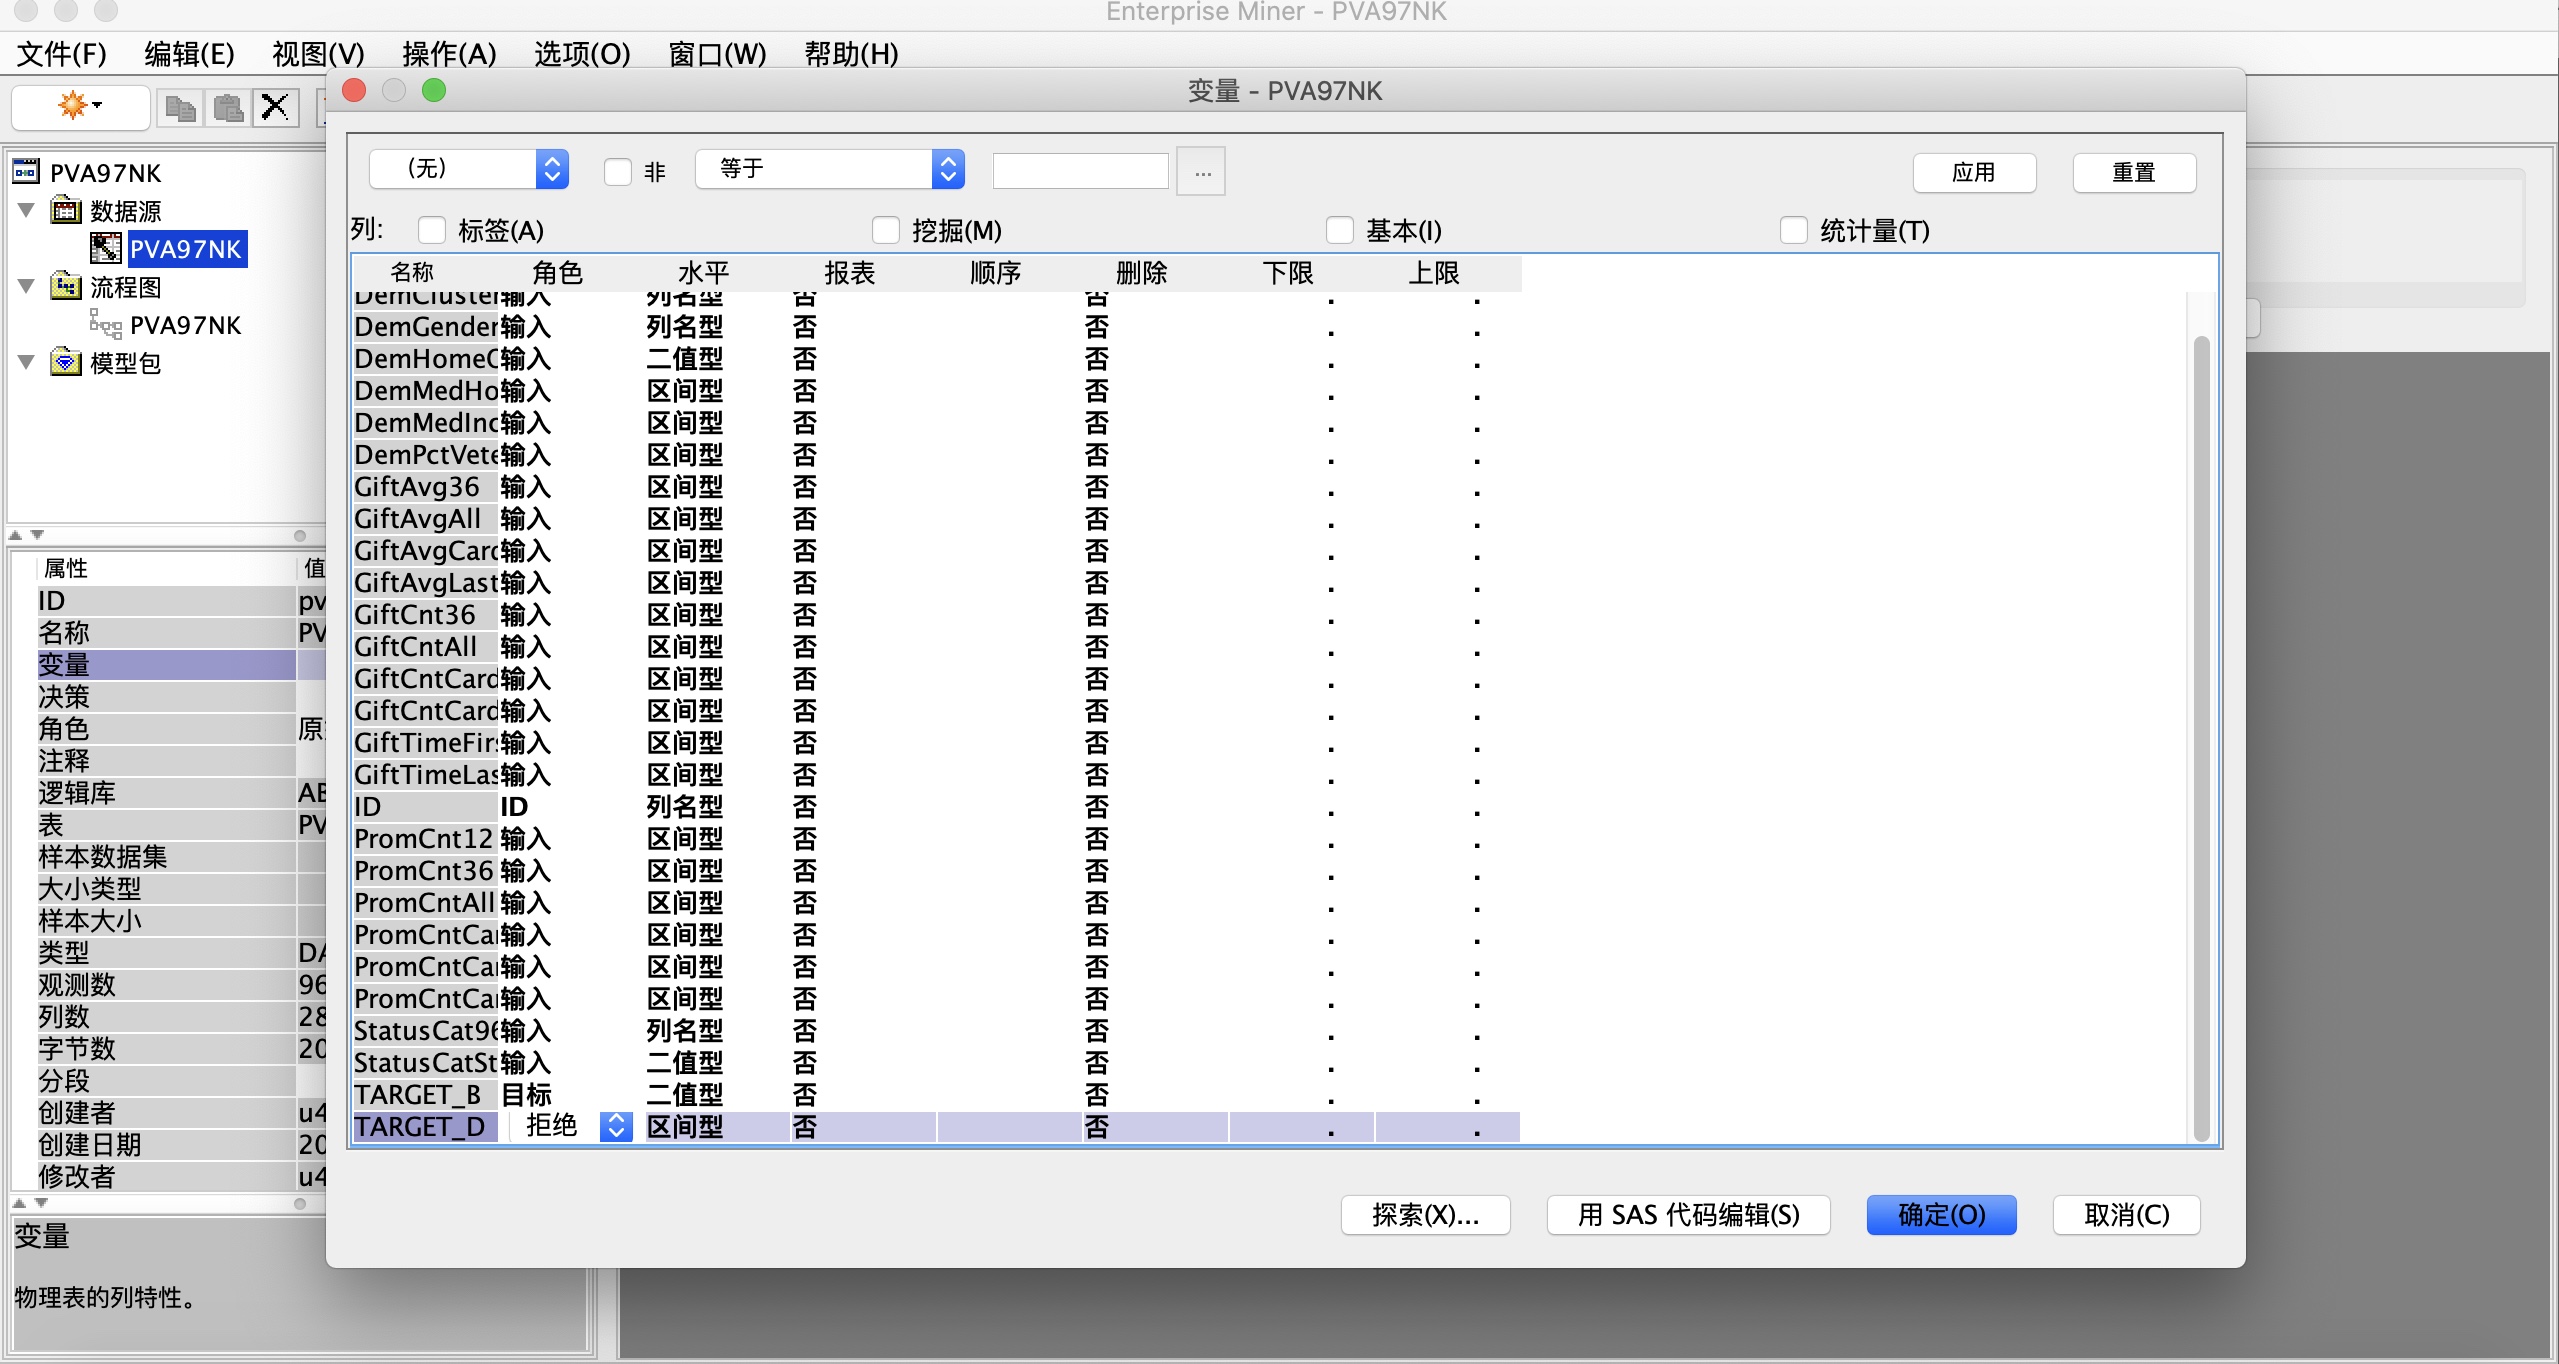 Enterprise Miner - PVA97NK
文件(F) 编辑(E) 视图(V) 操作(A) 选项(O) 窗口(W) 帮助(H)
PVA97NK
数据源
PVA97NK
流程图
PVA97NK
模型包
属性 值
ID pv
名称 PV
变量
决策
角色 原
注释
逻辑库 AB
表 PV
样本数据集
大小类型
样本大小
类型 DA
观测数 96
列数 28
字节数 20
分段
创建者 u4
创建日期 20
修改者 u4
变量
物理表的列特性。
变量 - PVA97NK
(无) 非 等于 ... 应用 重置
列: 标签(A) 挖掘(M) 基本(I) 统计量(T)
名称 角色 水平 报表 顺序 删除 下限 上限
DemCluster 输入 列名型 否 否 . .
DemGender 输入 列名型 否 否 . .
DemHomeO 输入 二值型 否 否 . .
DemMedHo 输入 区间型 否 否 . .
DemMedInc 输入 区间型 否 否 . .
DemPctVete 输入 区间型 否 否 . .
GiftAvg36 输入 区间型 否 否 . .
GiftAvgAll 输入 区间型 否 否 . .
GiftAvgCard 输入 区间型 否 否 . .
GiftAvgLast 输入 区间型 否 否 . .
GiftCnt36 输入 区间型 否 否 . .
GiftCntAll 输入 区间型 否 否 . .
GiftCntCard 输入 区间型 否 否 . .
GiftCntCard 输入 区间型 否 否 . .
GiftTimeFirs 输入 区间型 否 否 . .
GiftTimeLas 输入 区间型 否 否 . .
ID ID 列名型 否 否 . .
PromCnt12 输入 区间型 否 否 . .
PromCnt36 输入 区间型 否 否 . .
PromCntAll 输入 区间型 否 否 . .
PromCntCar 输入 区间型 否 否 . .
PromCntCar 输入 区间型 否 否 . .
PromCntCar 输入 区间型 否 否 . .
StatusCat96 输入 列名型 否 否 . .
StatusCatSt 输入 二值型 否 否 . .
TARGET_B 目标 二值型 否 否 . .
TARGET_D 拒绝 区间型 否 否 . .
探索(X)... 用 SAS 代码编辑(S) 确定(O) 取消(C)